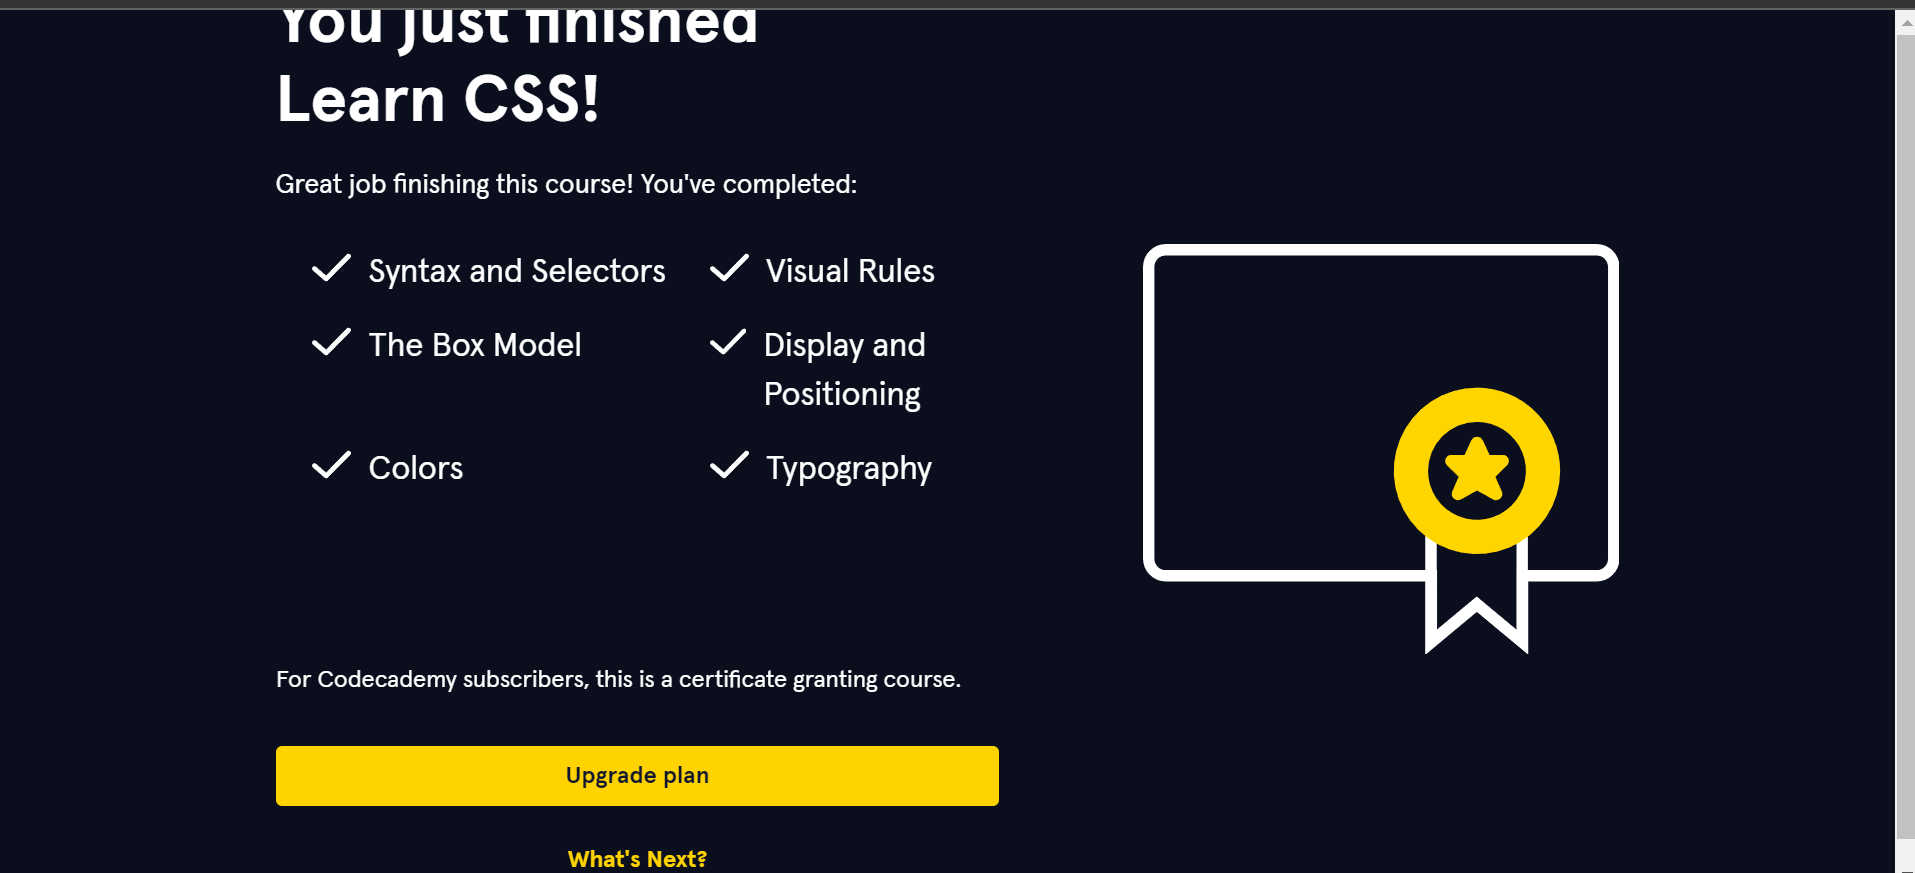 You just finished
Learn CSS!
Great job finishing this course! You've completed:
Syntax and Selectors
Visual Rules
The Box Model
Display and
Positioning
Colors
Typography
For Codecademy subscribers, this is a certificate granting course.
Upgrade plan
What's Next?